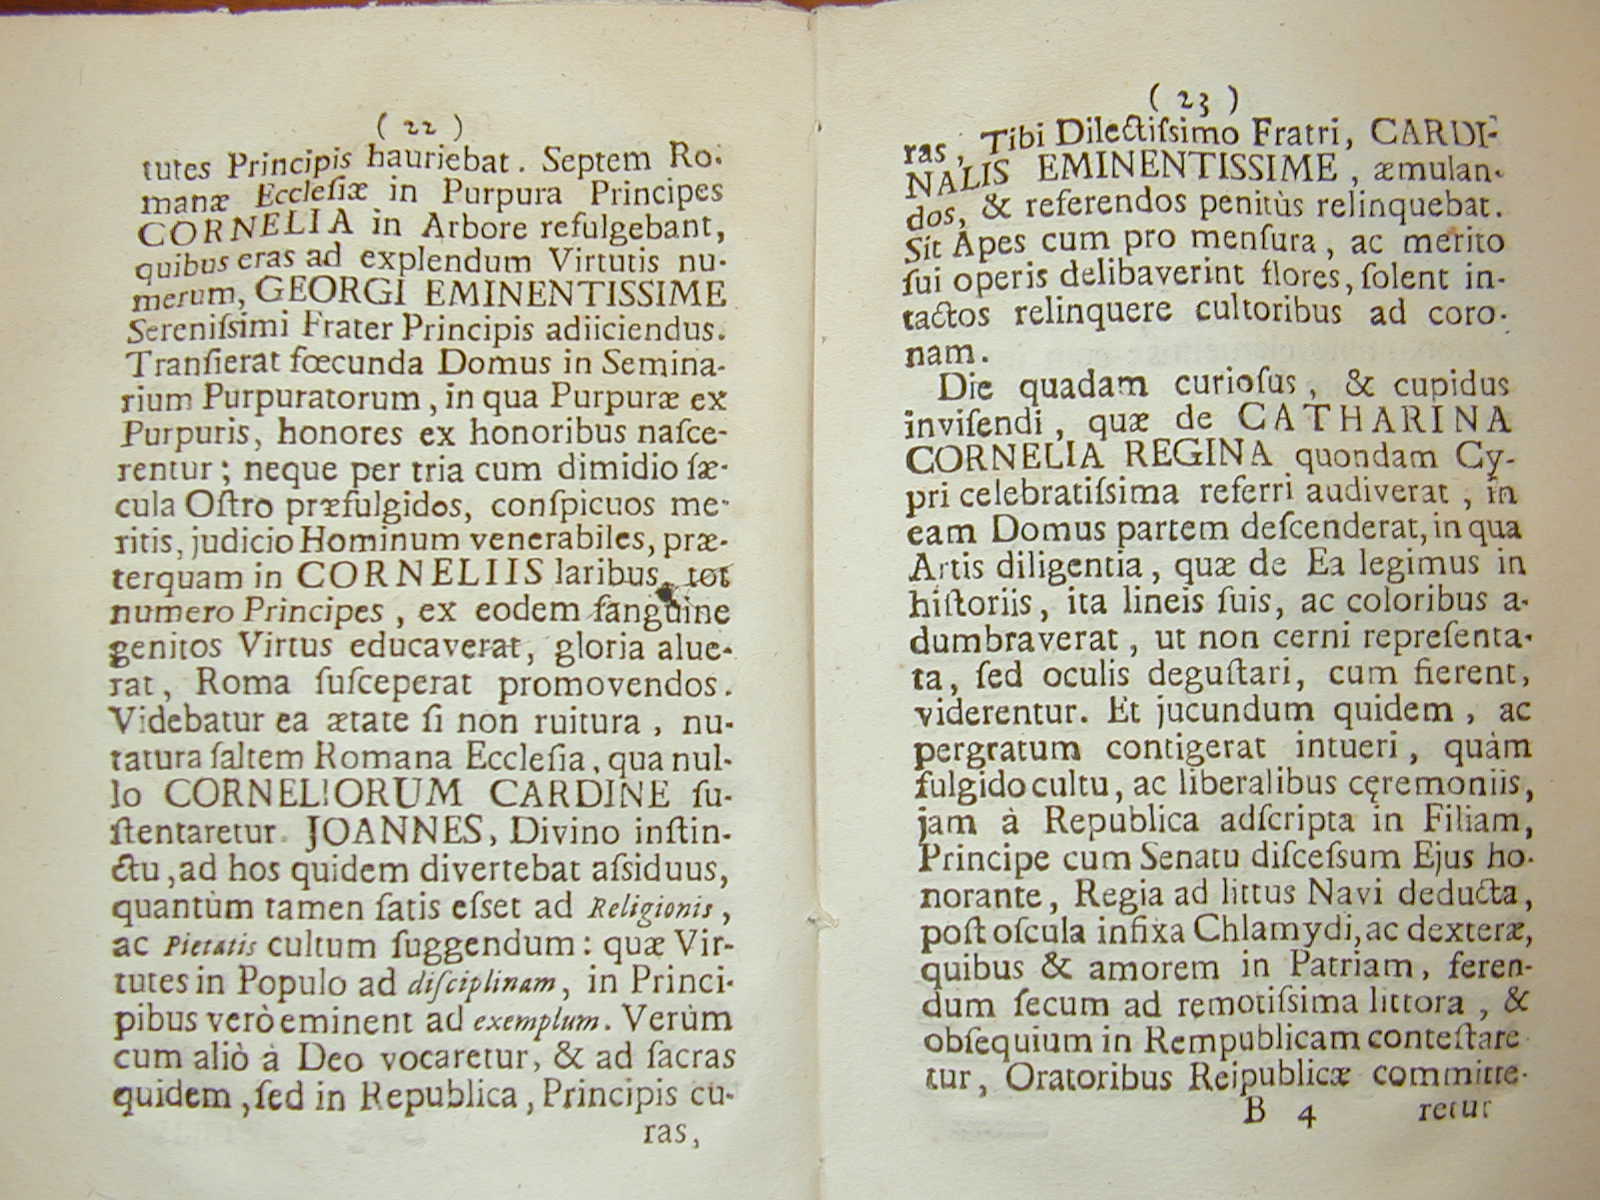 ( 22 )
tutes Principis hauriebat. Septem Ro-
manæ Eccleſiæ in Purpura Principes
CORNELIA in Arbore refulgebant,
quibus eras ad explendum Virtutis nu-
merum, GEORGI EMINENTISSIME
Sereniſsimi Frater Principis adiiciendus.
Tranſierat fœcunda Domus in Semina-
rium Purpuratorum, in qua Purpuræ ex
Purpuris, honores ex honoribus naſce-
rentur; neque per tria cum dimidio ſæ-
cula Oſtro præfulgidos, conſpicuos me-
ritis, judicio Hominum venerabiles, præ-
terquam in CORNELIIS laribus, tot
numero Principes, ex eodem ſanguine
genitos Virtus educaverat, gloria alue-
rat, Roma ſuſceperat promovendos.
Videbatur ea ætate ſi non ruitura, nu-
tatura ſaltem Romana Eccleſia, qua nul-
lo CORNELIORUM CARDINE ſu-
ſtentaretur. JOANNES, Divino inſtin-
ctu, ad hos quidem divertebat aſsiduus,
quantùm tamen ſatis eſset ad Religionis,
ac Pietatis cultum ſuggendum: quæ Vir-
tutes in Populo ad diſciplinam, in Princi-
pibus verò eminent ad exemplum. Verùm
cum aliò à Deo vocaretur, & ad ſacras
quidem, ſed in Republica, Principis cu-
ras,
( 23 )
ras, Tibi Dilectiſsimo Fratri, CARDI-
NALIS EMINENTISSIME, æmulan-
dos, & referendos penitùs relinquebat.
Sit Apes cum pro menſura, ac merito
ſui operis delibaverint flores, ſolent in-
tactos relinquere cultoribus ad coro-
nam.
Die quadam curioſus, & cupidus
inviſendi, quæ de CATHARINA
CORNELIA REGINA quondam Cy-
pri celebratiſsima referri audiverat, in
eam Domus partem deſcenderat, in qua
Artis diligentia, quæ de Ea legimus in
hiſtoriis, ita lineis ſuis, ac coloribus a-
dumbraverat, ut non cerni repreſenta-
ta, ſed oculis deguſtari, cum fierent,
viderentur. Et jucundum quidem, ac
pergratum contigerat intueri, quàm
fulgido cultu, ac liberalibus cęremoniis,
jam à Republica adſcripta in Filiam,
Principe cum Senatu diſceſsum Ejus ho-
norante, Regia ad littus Navi deducta,
poſt oſcula infixa Chlamydi, ac dexteræ,
quibus & amorem in Patriam, feren-
dum ſecum ad remotiſsima littora, &
obſequium in Rempublicam conteſtare
tur, Oratoribus Reipublicæ committe-
B 4 retur